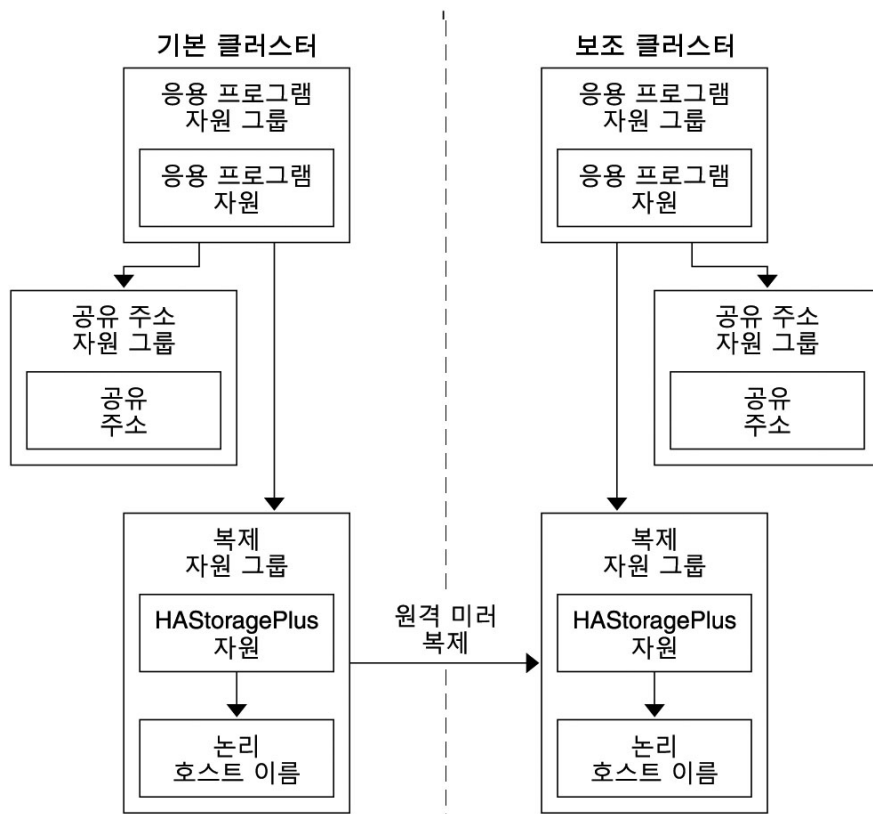 기본 클러스터
응용 프로그램
자원 그룹
응용 프로그램
자원
공유 주소
자원 그룹
공유
주소
복제
자원 그룹
HAStoragePlus
자원
논리
호스트 이름
원격 미러
복제
보조 클러스터
응용 프로그램
자원 그룹
응용 프로그램
자원
공유 주소
자원 그룹
공유
주소
복제
자원 그룹
HAStoragePlus
자원
논리
호스트 이름